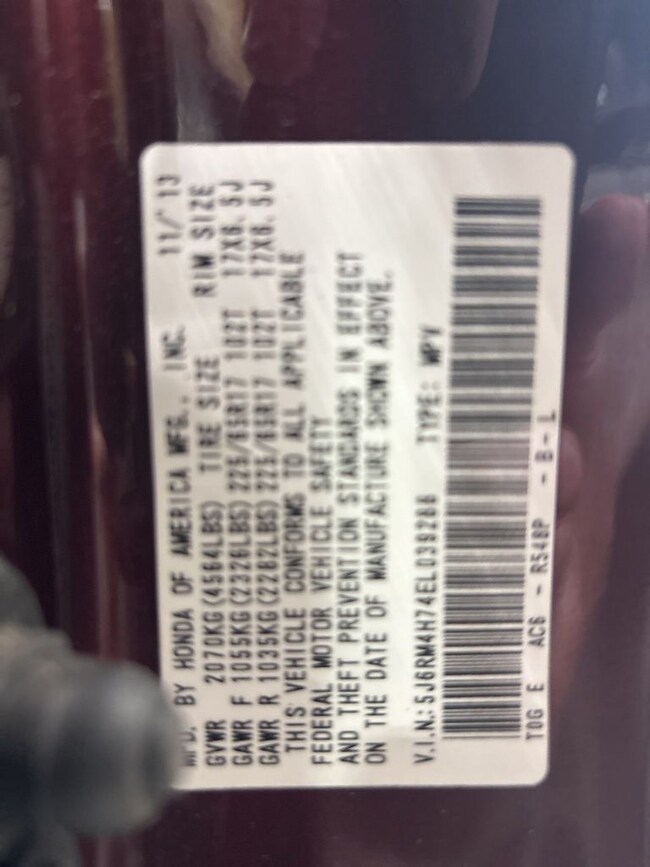 MFD. BY HONDA OF AMERICA MFG., INC. 11/'13
GVWR 2070KG(4564LBS) TIRE SIZE RIM SIZE
GAWR F 1055KG(2326LBS) 225/65R17 102T 17X6.5J
GAWR R 1035KG(2282LBS) 225/65R17 102T 17X6.5J
THIS VEHICLE CONFORMS TO ALL APPLICABLE
FEDERAL MOTOR VEHICLE SAFETY
AND THEFT PREVENTION STANDARDS IN EFFECT
ON THE DATE OF MANUFACTURE SHOWN ABOVE.
V.I.N.:5J6RM4H74EL039288 TYPE: MPV
TOG E AC6 - R548P - B - L